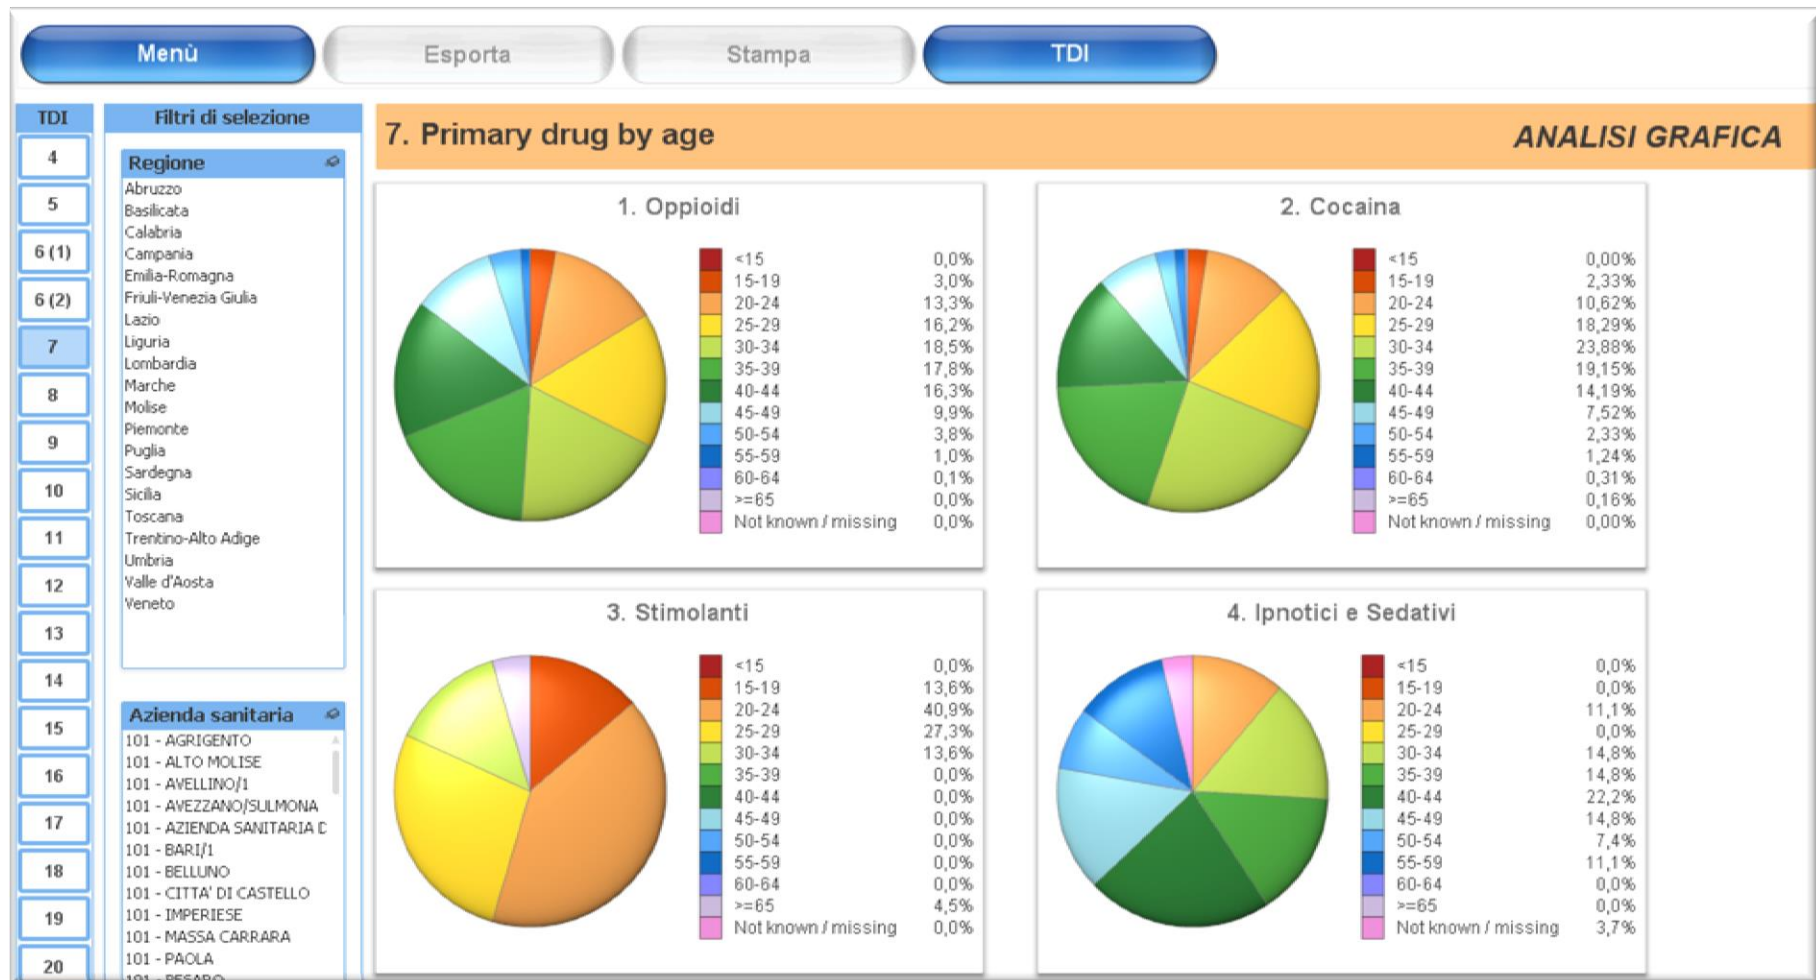 Menù
Esporta
Stampa
TDI
TDI
4
5
6 (1)
6 (2)
7
8
9
10
11
12
13
14
15
16
17
18
19
20
Filtri di selezione
Regione
Abruzzo
Basilicata
Calabria
Campania
Emilia-Romagna
Friuli-Venezia Giulia
Lazio
Liguria
Lombardia
Marche
Molise
Piemonte
Puglia
Sardegna
Sicilia
Toscana
Trentino-Alto Adige
Umbria
Valle d'Aosta
Veneto
Azienda sanitaria
101 - AGRIGENTO
101 - ALTO MOLISE
101 - AVELLINO/1
101 - AVEZZANO/SULMONA
101 - AZIENDA SANITARIA D
101 - BARI/1
101 - BELLUNO
101 - CITTA' DI CASTELLO
101 - IMPERIESE
101 - MASSA CARRARA
101 - PAOLA
101 - PESARO
7. Primary drug by age
ANALISI GRAFICA
1. Oppioidi
<15 0,0%
15-19 3,0%
20-24 13,3%
25-29 16,2%
30-34 18,5%
35-39 17,8%
40-44 16,3%
45-49 9,9%
50-54 3,8%
55-59 1,0%
60-64 0,1%
>=65 0,0%
Not known / missing 0,0%
2. Cocaina
<15 0,00%
15-19 2,33%
20-24 10,62%
25-29 18,29%
30-34 23,88%
35-39 19,15%
40-44 14,19%
45-49 7,52%
50-54 2,33%
55-59 1,24%
60-64 0,31%
>=65 0,16%
Not known / missing 0,00%
3. Stimolanti
<15 0,0%
15-19 13,6%
20-24 40,9%
25-29 27,3%
30-34 13,6%
35-39 0,0%
40-44 0,0%
45-49 0,0%
50-54 0,0%
55-59 0,0%
60-64 0,0%
>=65 4,5%
Not known / missing 0,0%
4. Ipnotici e Sedativi
<15 0,0%
15-19 0,0%
20-24 11,1%
25-29 0,0%
30-34 14,8%
35-39 14,8%
40-44 22,2%
45-49 14,8%
50-54 7,4%
55-59 11,1%
60-64 0,0%
>=65 0,0%
Not known / missing 3,7%